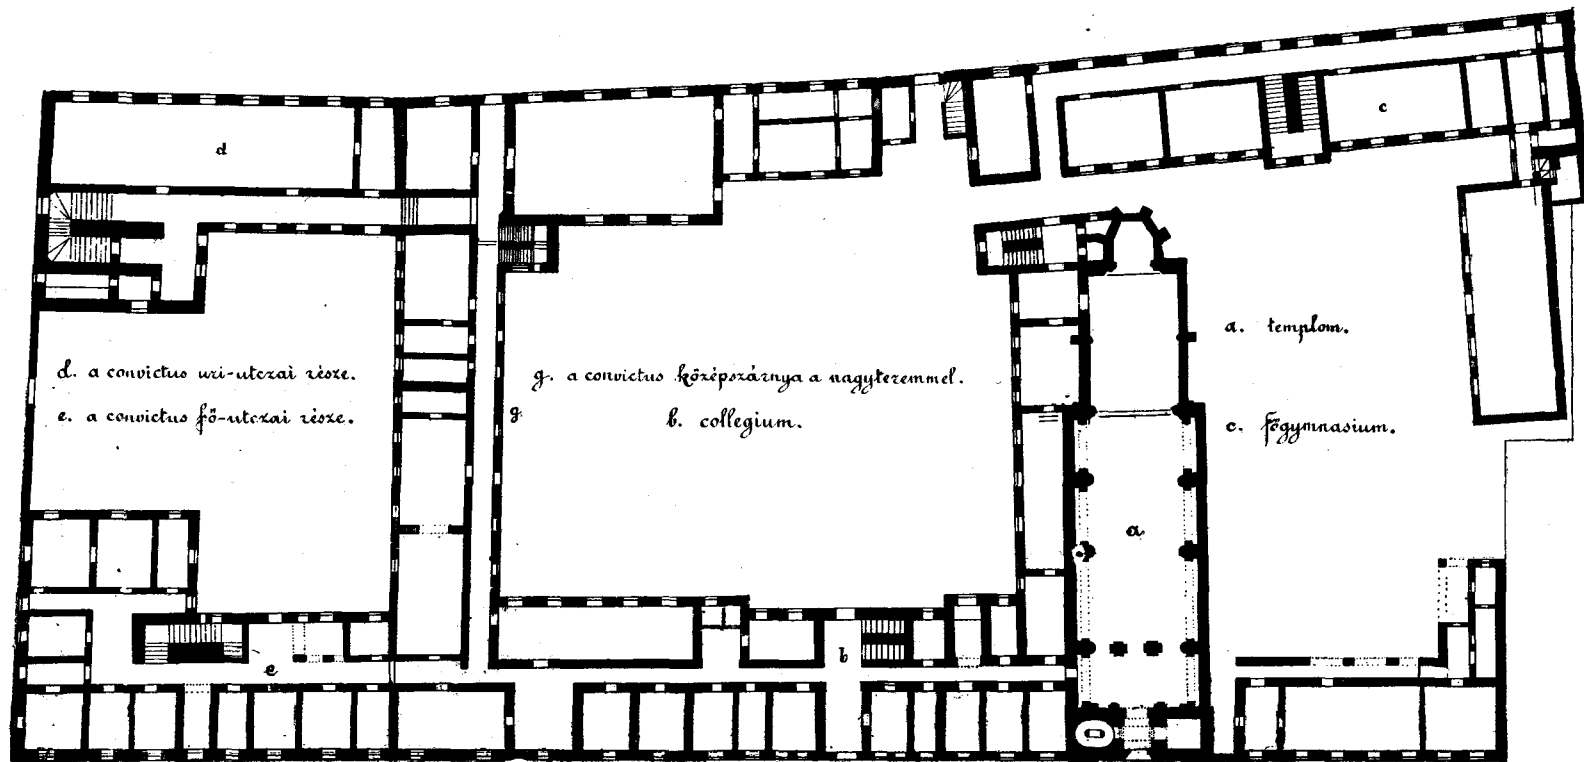 d
c
a. templom.
d. a convictus uri-utczai része.
g. a convictus középszárnya a nagyteremmel.
e. a convictus fő-utczai része.
g.
b. collegium.
c. főgymnasium.
a
b
e